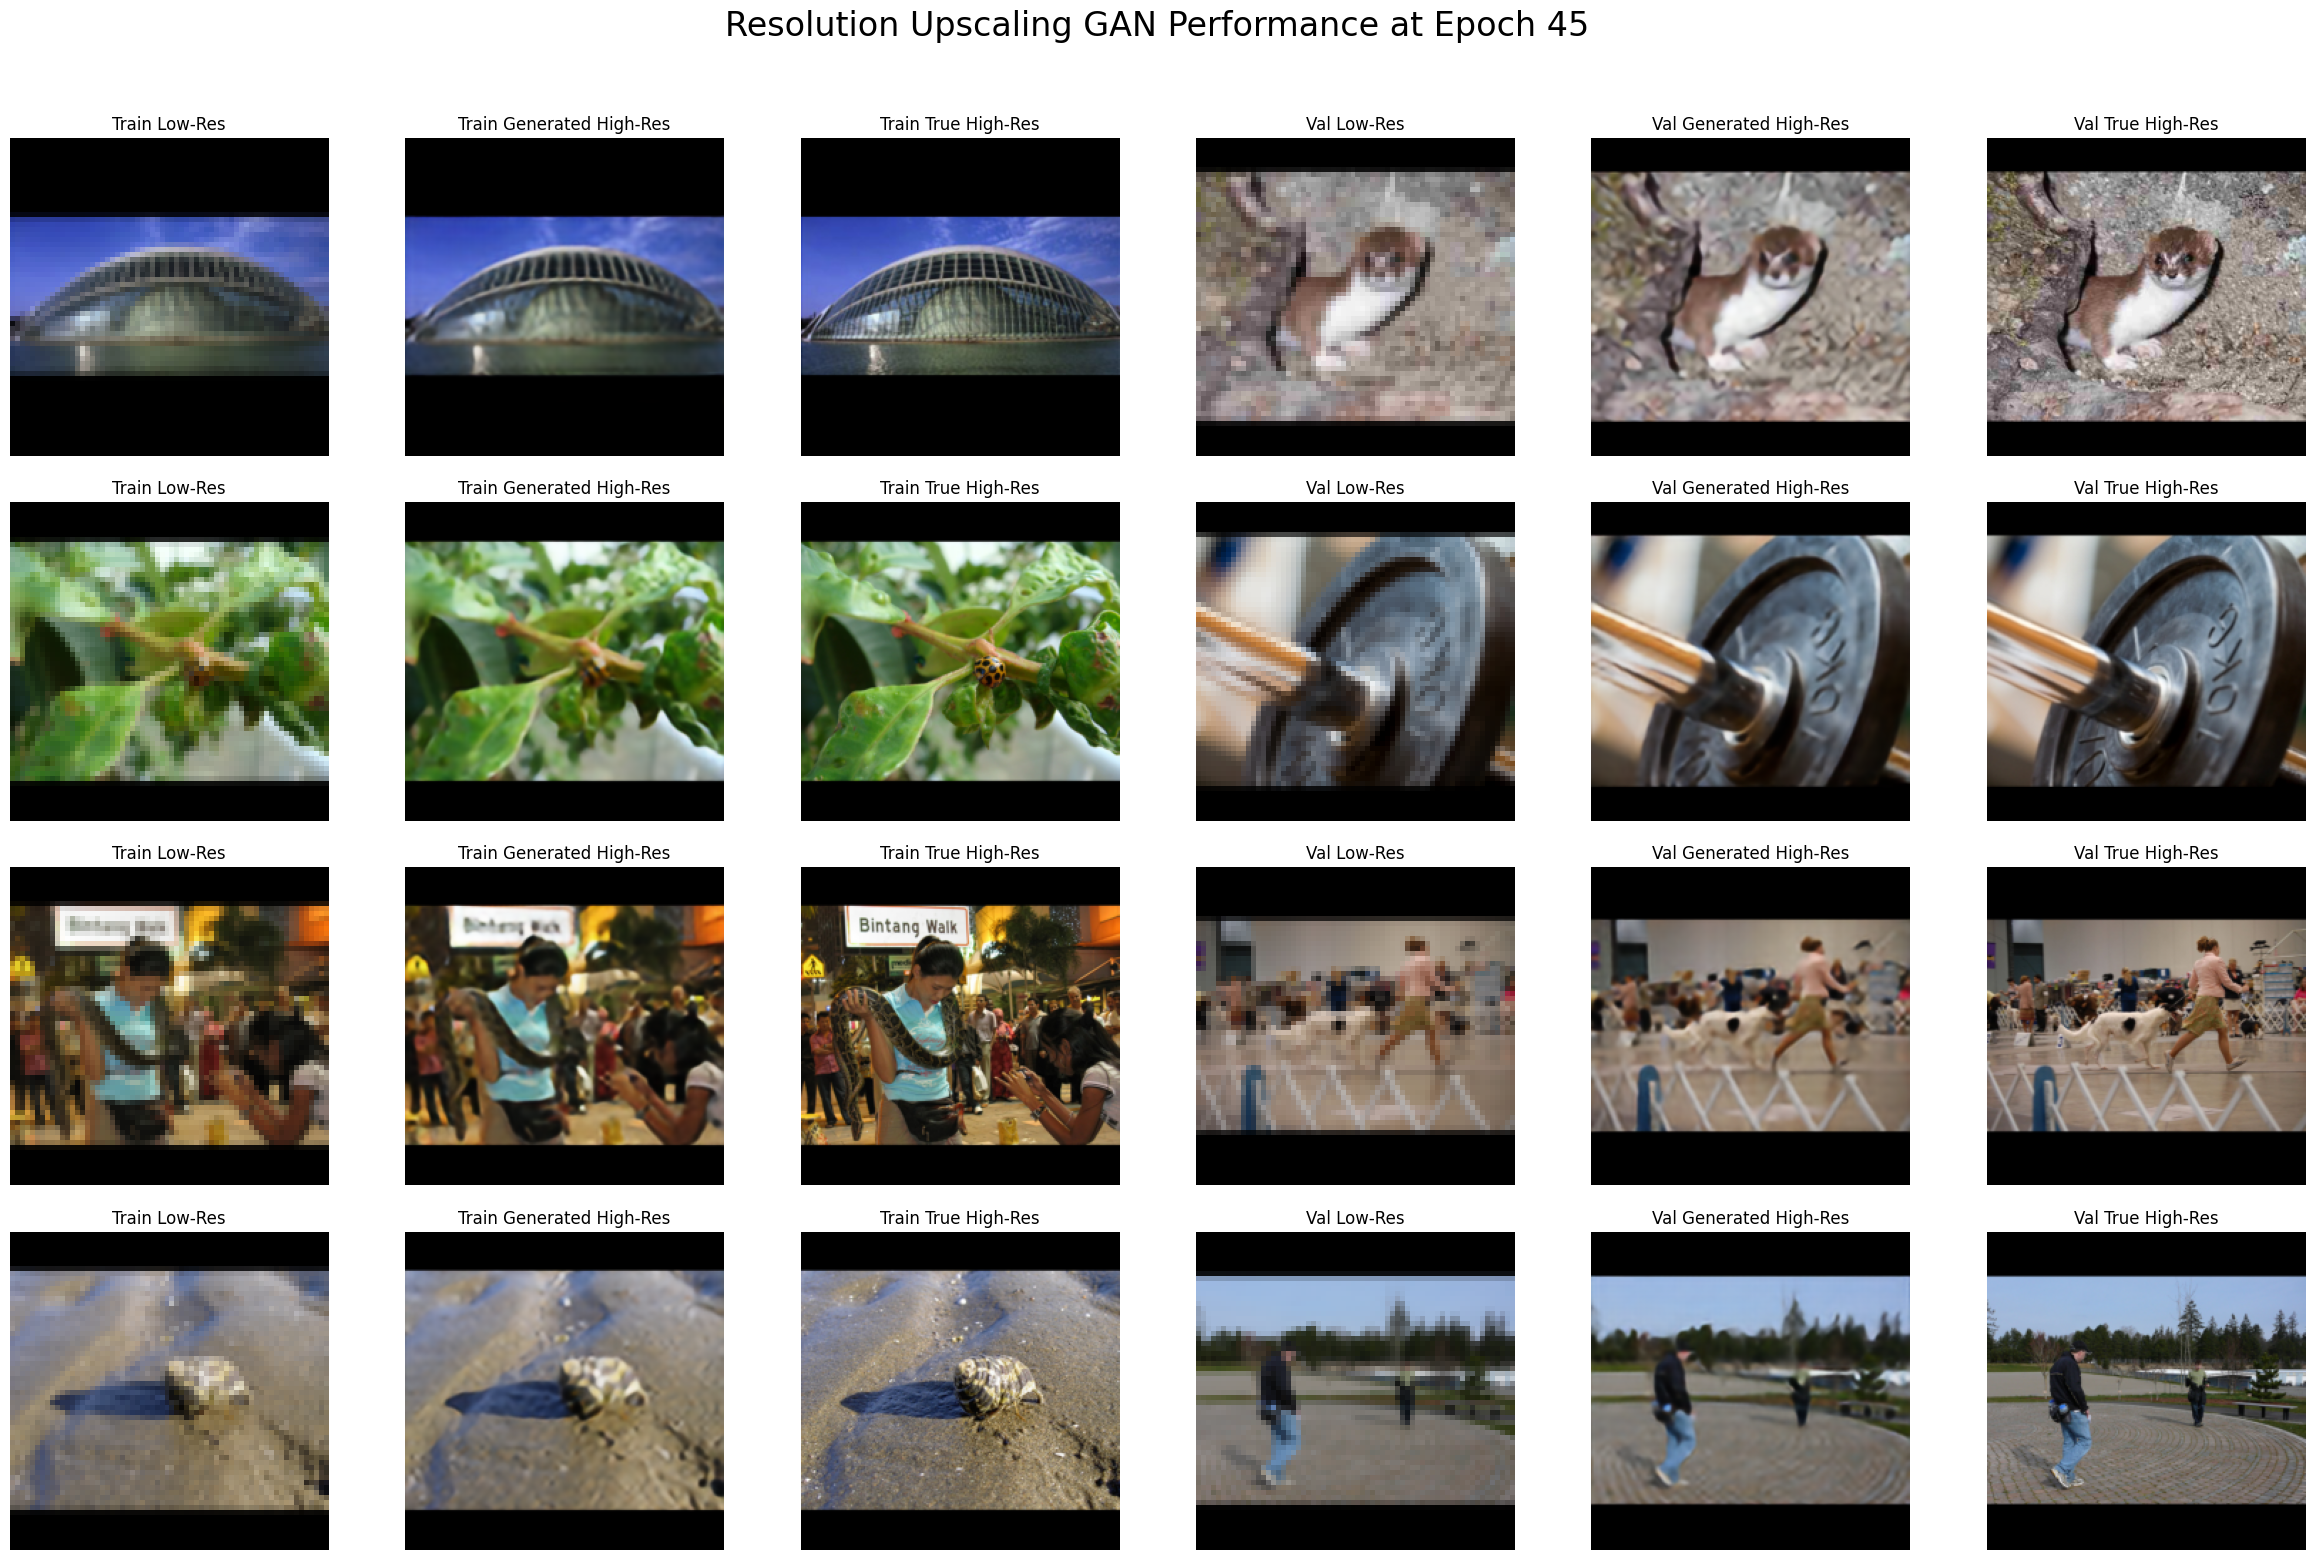 Resolution Upscaling GAN Performance at Epoch 45
Train Low-Res
Train Generated High-Res
Train True High-Res
Val Low-Res
Val Generated High-Res
Val True High-Res
Train Low-Res
Train Generated High-Res
Train True High-Res
Val Low-Res
Val Generated High-Res
Val True High-Res
Train Low-Res
Train Generated High-Res
Train True High-Res
Val Low-Res
Val Generated High-Res
Val True High-Res
Bintang Walk
Bintang Walk
Train Low-Res
Train Generated High-Res
Train True High-Res
Val Low-Res
Val Generated High-Res
Val True High-Res